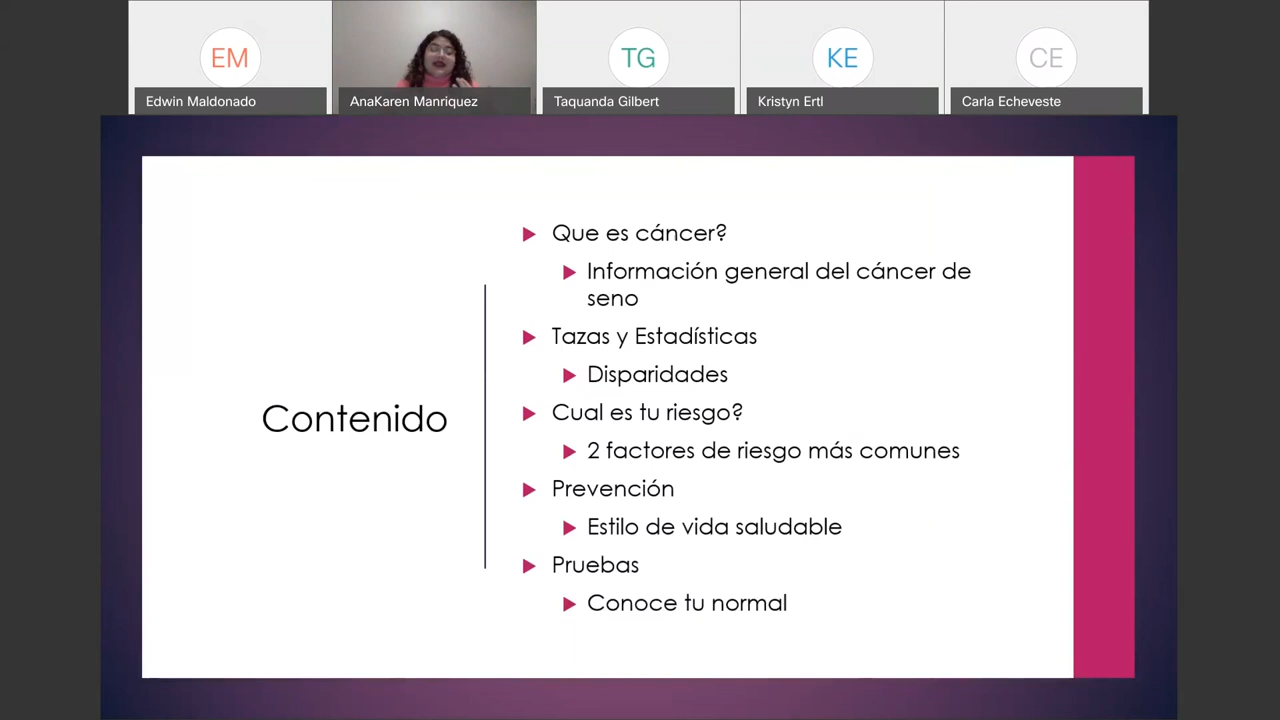 EM
TG
KE
CE
Edwin Maldonado
AnaKaren Manriquez
Taquanda Gilbert
Kristyn Ertl
Carla Echeveste
Contenido
Que es cáncer?
Información general del cáncer de
seno
Tazas y Estadísticas
Disparidades
Cual es tu riesgo?
2 factores de riesgo más comunes
Prevención
Estilo de vida saludable
Pruebas
Conoce tu normal